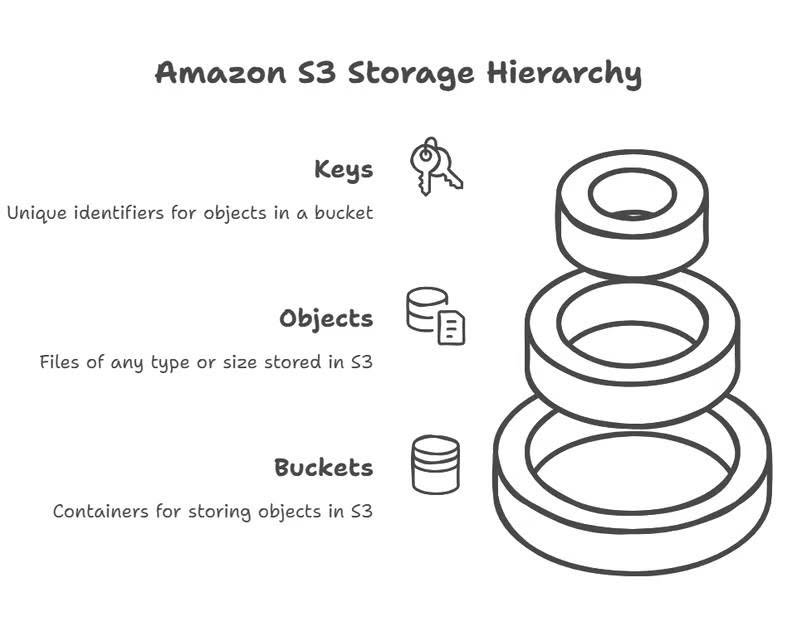 Amazon S3 Storage Hierarchy
Keys
Unique identifiers for objects in a bucket
Objects
Files of any type or size stored in S3
Buckets
Containers for storing objects in S3